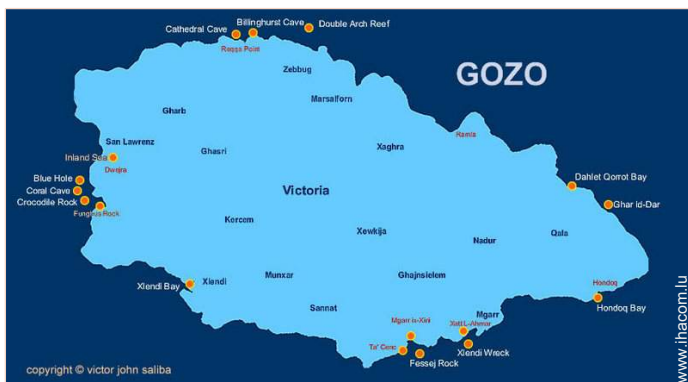 Cathedral Cave
Billinghurst Cave
Double Arch Reef
Reqqa Point
GOZO
Zebbug
Marsalforn
Gharb
San Lawrenz
Ghasri
Xaghra
Ramla
Inland Sea
Dwejra
Blue Hole
Coral Cave
Crocodile Rock
Fungus Rock
Victoria
Dahlet Qorrot Bay
Ghar Id-Dar
Kercem
Xewkija
Nadur
Qala
Xlendi Bay
Xlendi
Munxar
Ghajnsielem
Hondoq
Hondoq Bay
Sannat
Mgarr
Mgarr ix-Xini
Xatt L-Ahmar
Ta' Cenc
Fessej Rock
Xlendi Wreck
copyright © victor john saliba
www.ihacom.lu